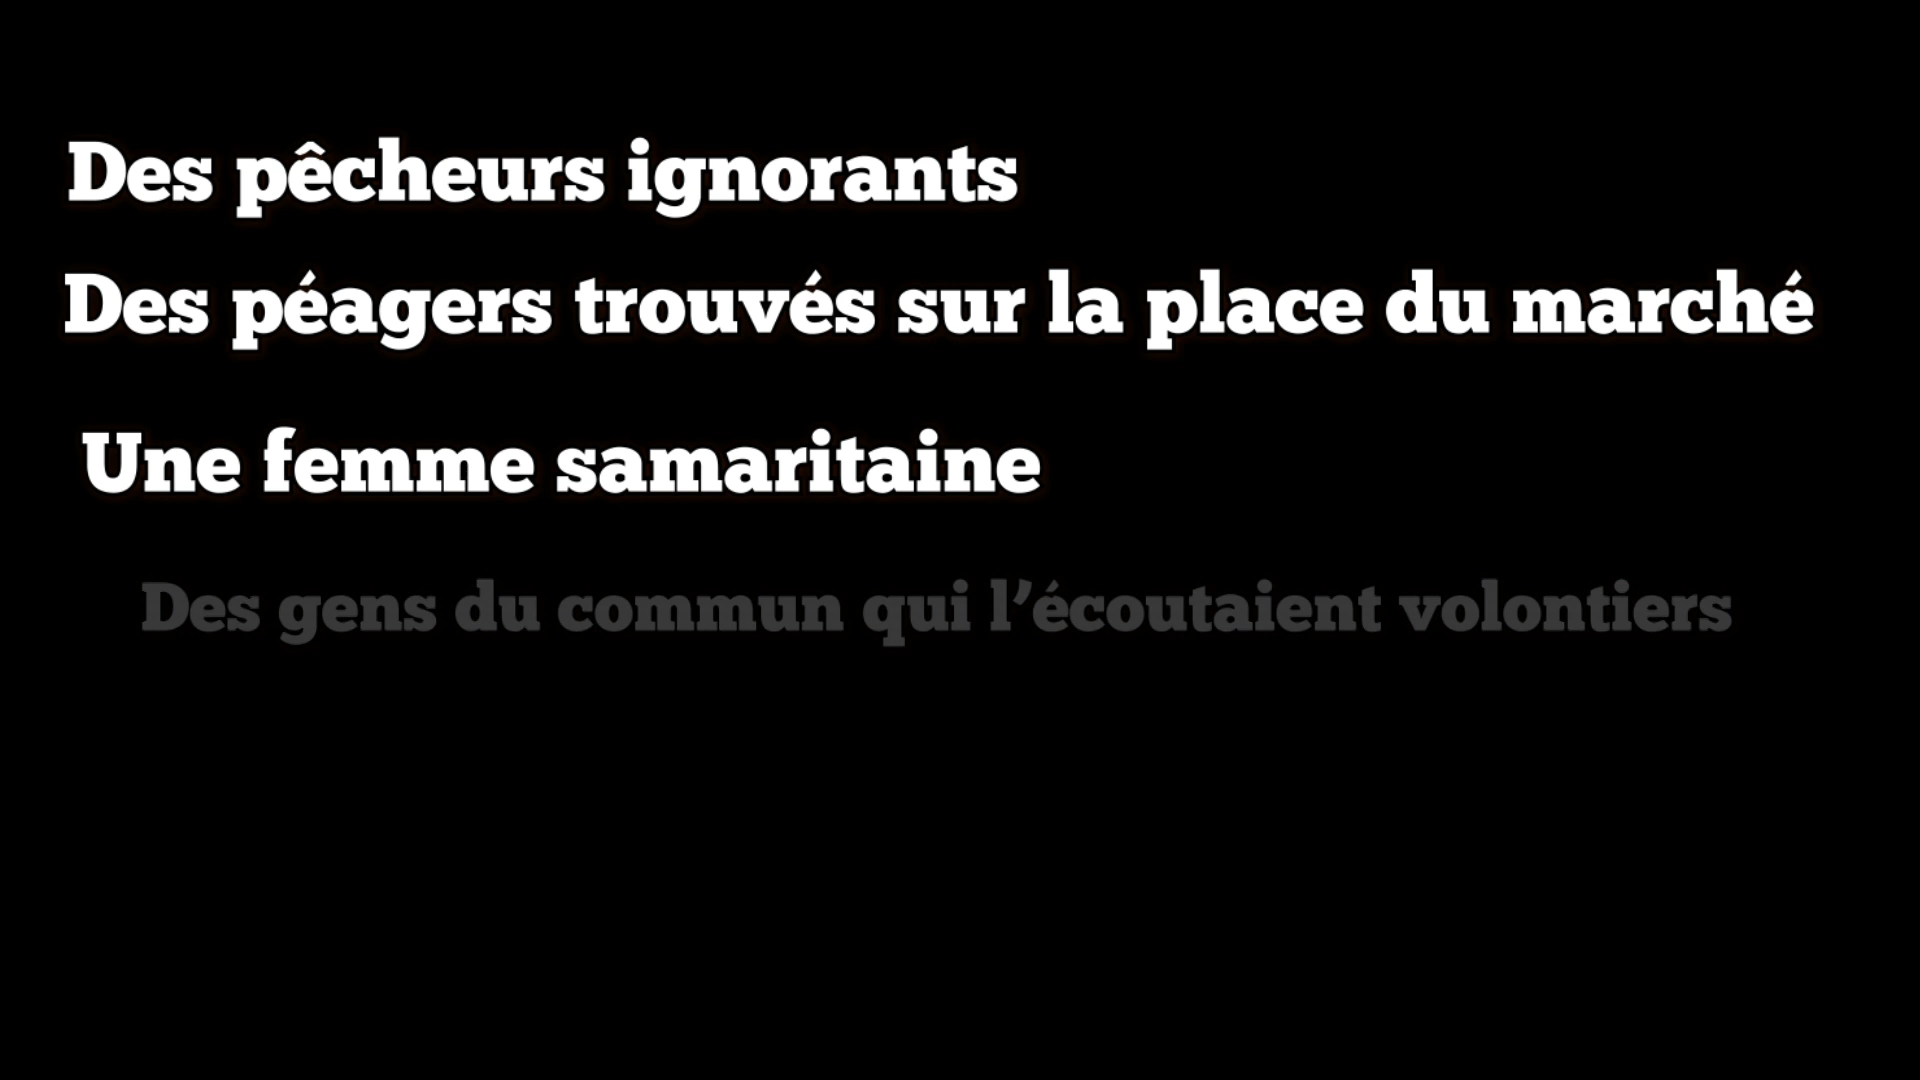 Des pêcheurs ignorants
Des péagers trouvés sur la place du marché
Une femme samaritaine
Des gens du commun qui l’écoutaient volontiers